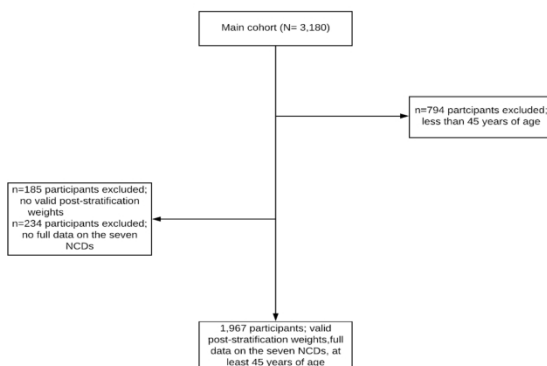 Main cohort (N= 3,180)
n=794 partcipants excluded;
less than 45 years of age
n=185 participants excluded;
no valid post-stratification
weights
n=234 participants excluded;
no full data on the seven
NCDs
1,967 participants; valid
post-stratification weights,full
data on the seven NCDs, at
least 45 years of age